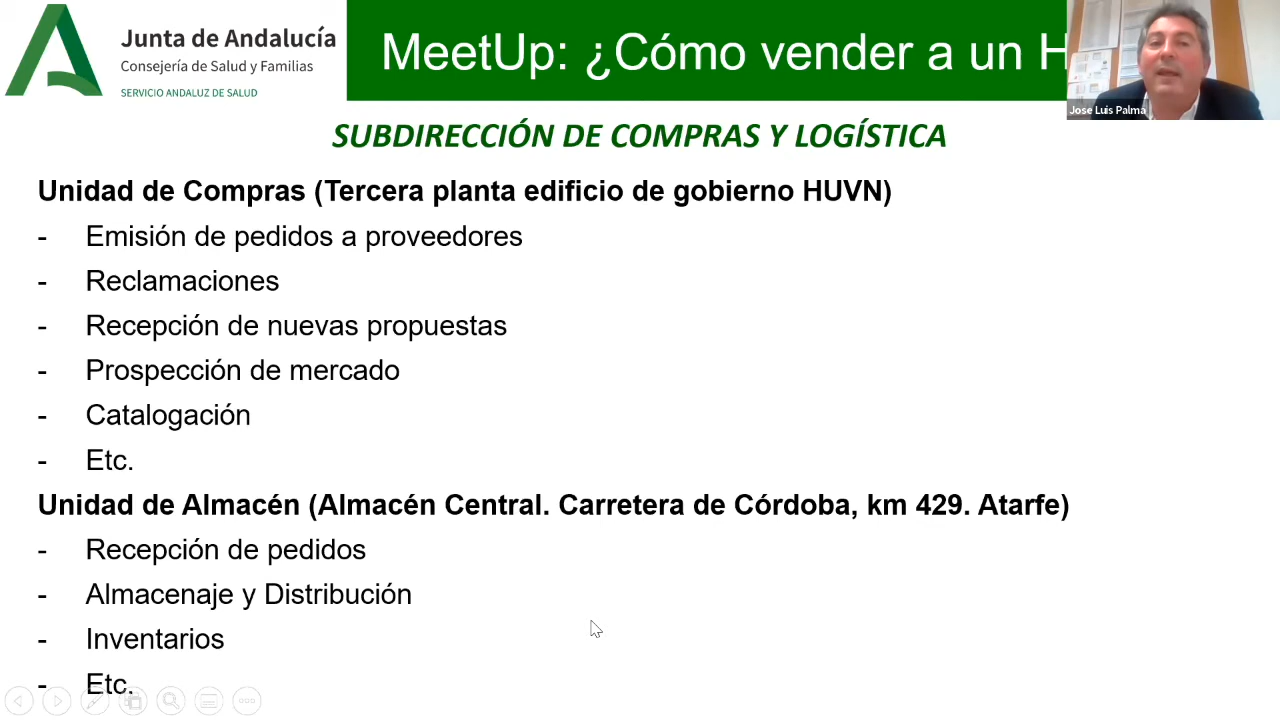 Junta de Andalucía
Consejería de Salud y Familias
SERVICIO ANDALUZ DE SALUD
MeetUp: ¿Cómo vender a un H
Jose Luis Palma
SUBDIRECCIÓN DE COMPRAS Y LOGÍSTICA
Unidad de Compras (Tercera planta edificio de gobierno HUVN)
- Emisión de pedidos a proveedores
- Reclamaciones
- Recepción de nuevas propuestas
- Prospección de mercado
- Catalogación
- Etc.
Unidad de Almacén (Almacén Central. Carretera de Córdoba, km 429. Atarfe)
- Recepción de pedidos
- Almacenaje y Distribución
- Inventarios
- Etc.